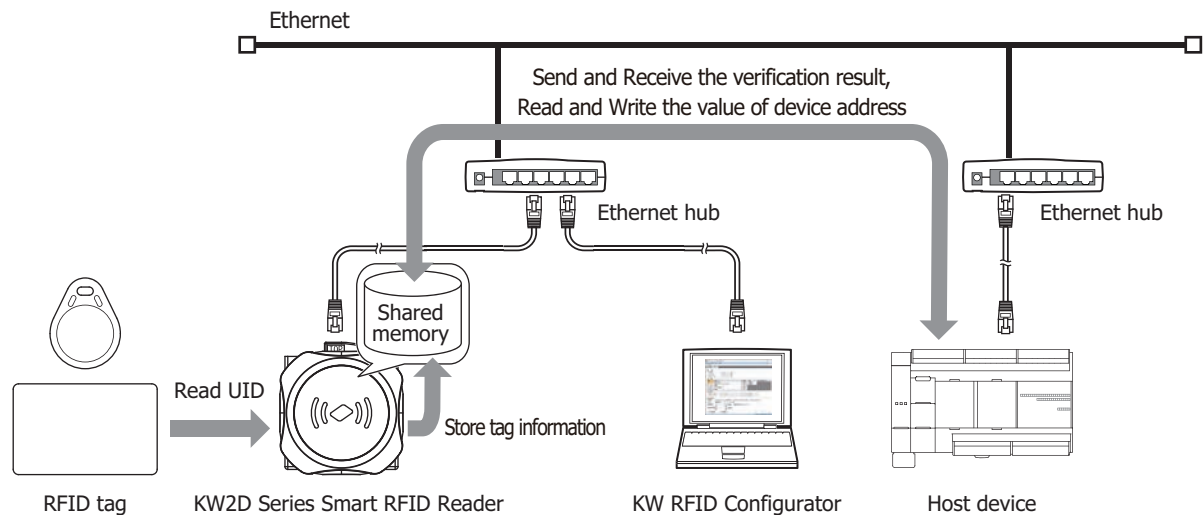 Ethernet
Send and Receive the verification result,
Read and Write the value of device address
Ethernet hub
Ethernet hub
Shared
memory
Read UID
Store tag information
RFID tag
KW2D Series Smart RFID Reader
KW RFID Configurator
Host device